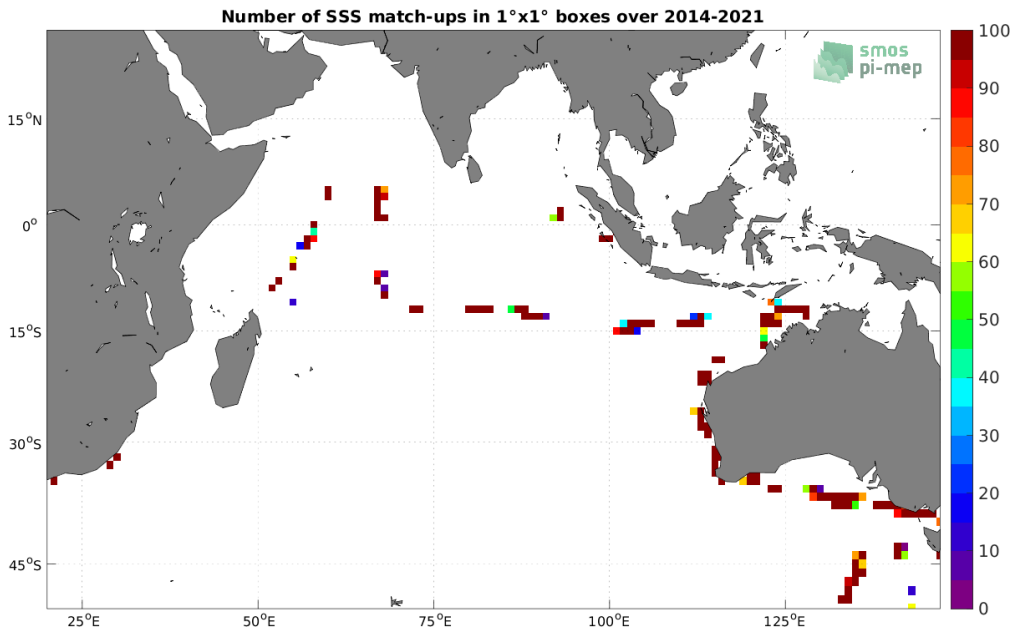 Number of SSS match-ups in 1°x1° boxes over 2014-2021
smos
pi-mep
15°N
0°
15°S
30°S
45°S
25°E
50°E
75°E
100°E
125°E
100
90
80
70
60
50
40
30
20
10
0